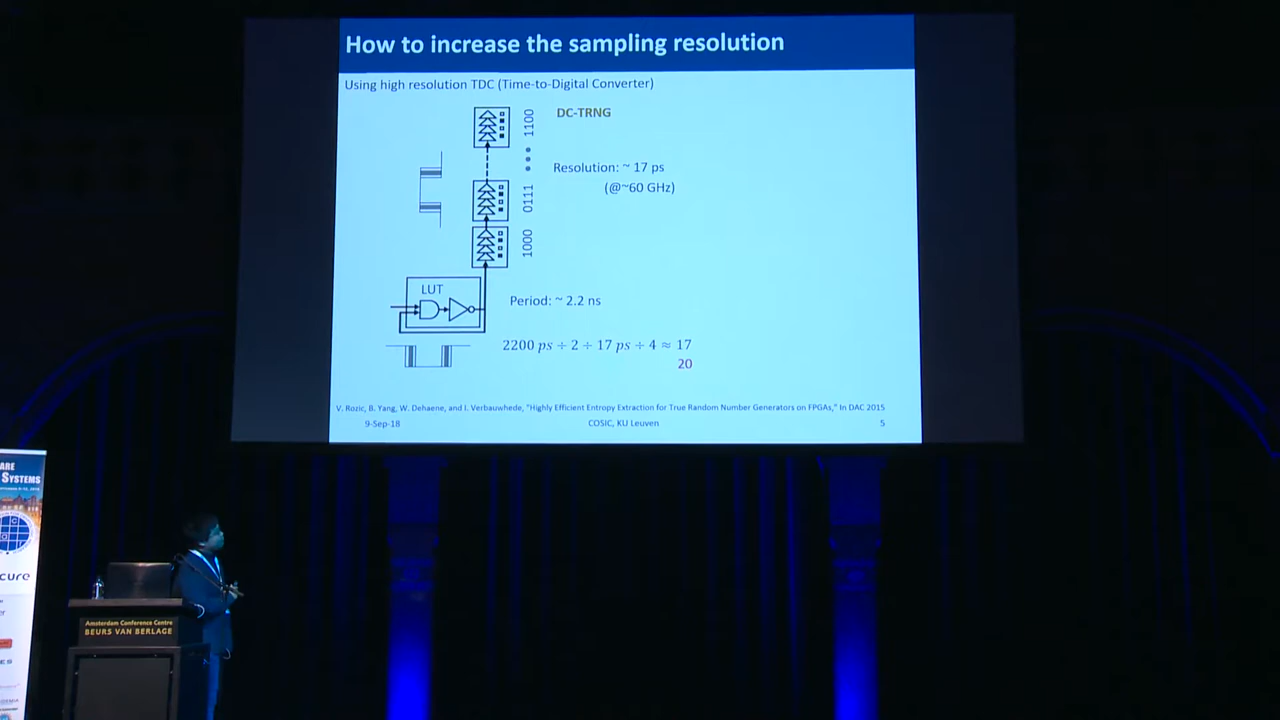 How to increase the sampling resolution
Using high resolution TDC (Time-to-Digital Converter)
DC-TRNG
1100
Resolution: ~ 17 ps
(@~60 GHz)
0111
1000
LUT
Period: ~ 2.2 ns
2200 ps ÷ 2 ÷ 17 ps ÷ 4 ≈ 17
20
V. Rozic, B. Yang, W. Dehaene, and I. Verbauwhede, "Highly Efficient Entropy Extraction for True Random Number Generators on FPGAs," In DAC 2015
9-Sep-18
COSIC, KU Leuven
5
ARE
SYSTEMS
cure
Amsterdam Conference Centre
BEURS VAN BERLAGE